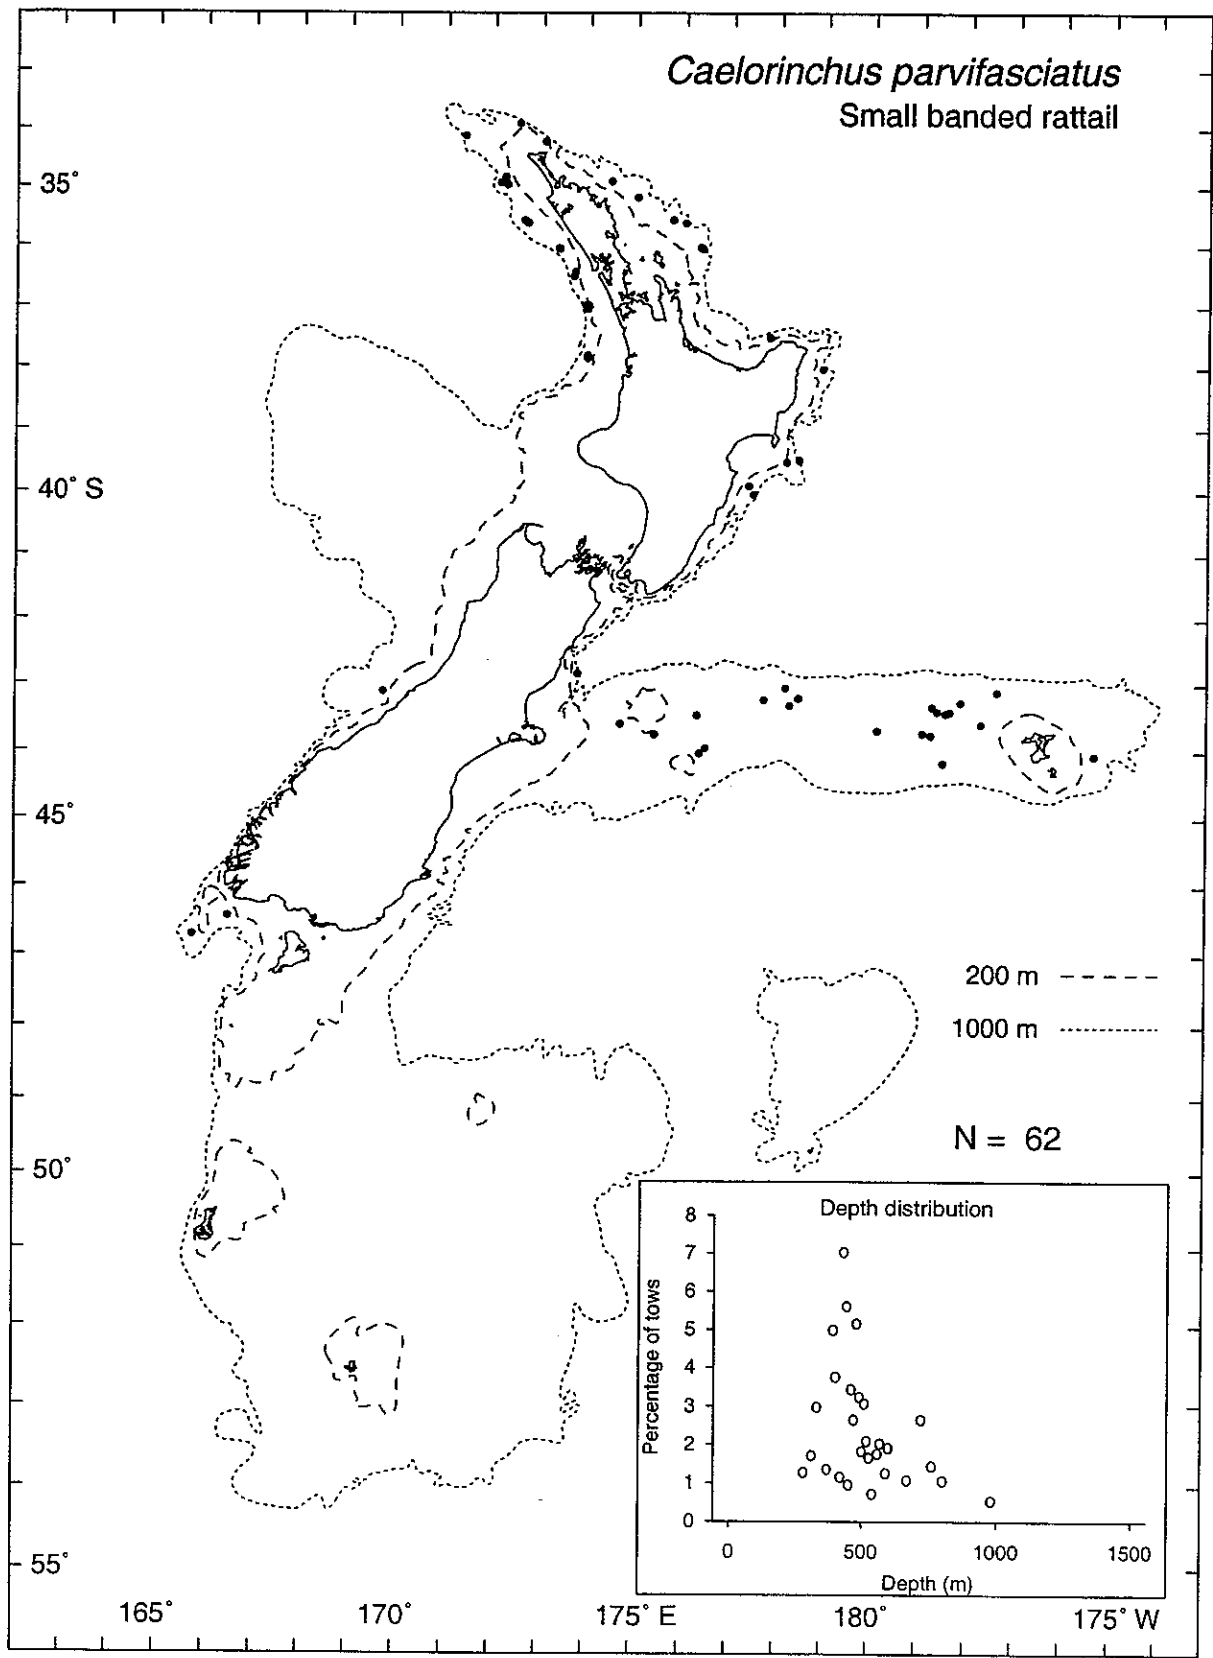 Caelorinchus parvifasciatus
Small banded rattail
35°
40° S
45°
200 m
1000 m
N = 62
50°
Depth distribution
8
7
6
5
4
3
2
1
0
Percentage of tows
0 500 1000 1500
Depth (m)
55°
165° 170° 175° E 180° 175° W